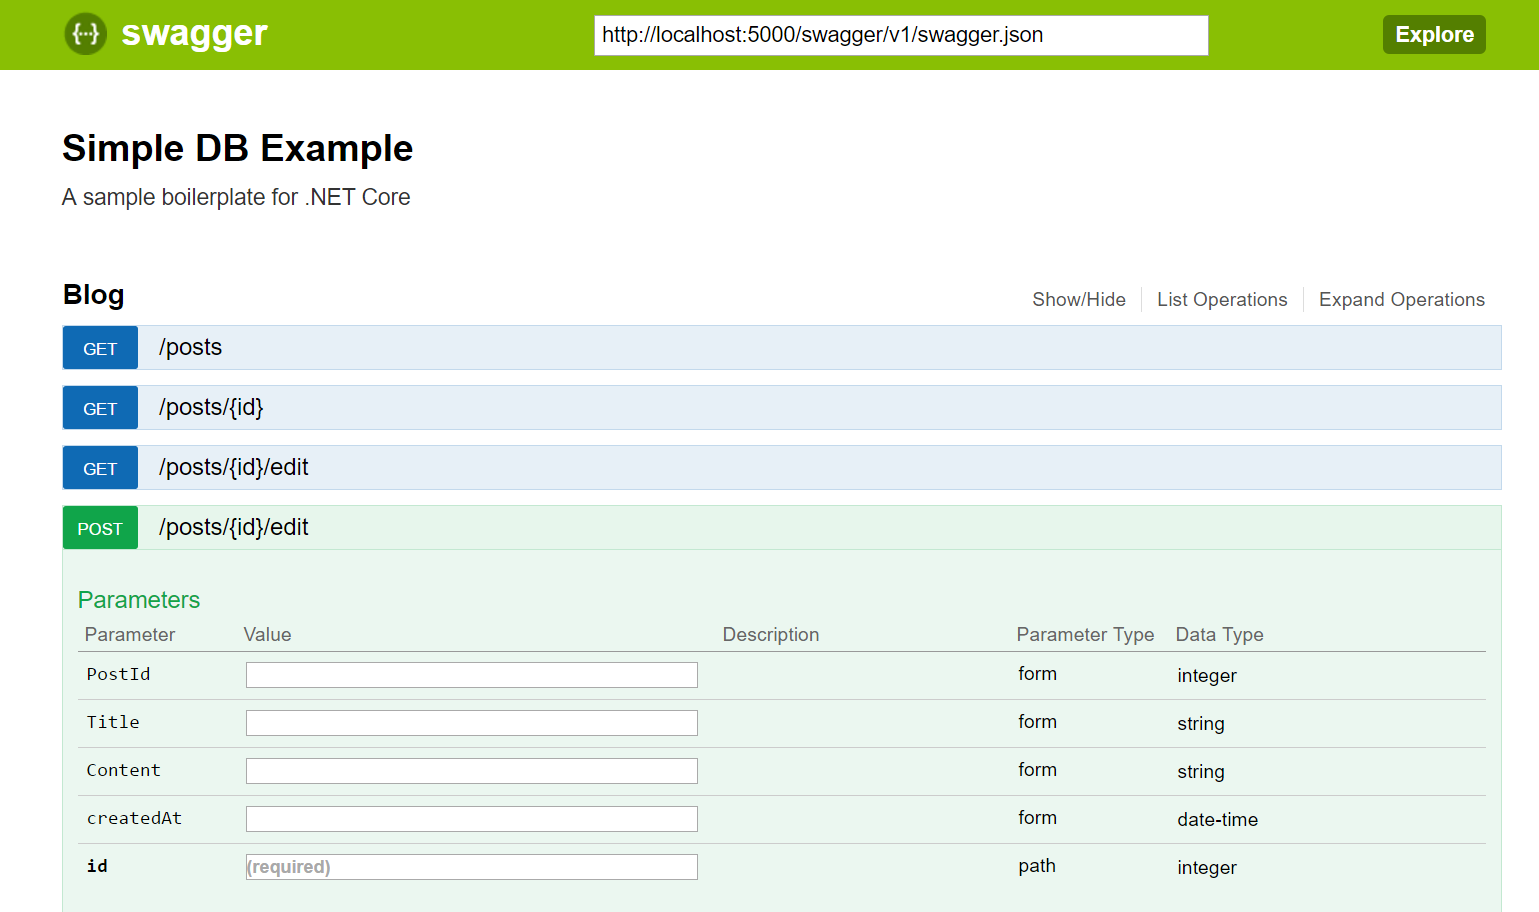 {···} swagger http://localhost:5000/swagger/v1/swagger.json Explore
Simple DB Example
A sample boilerplate for .NET Core
Blog Show/Hide List Operations Expand Operations
GET /posts
GET /posts/{id}
GET /posts/{id}/edit
POST /posts/{id}/edit
Parameters
Parameter Value Description Parameter Type Data Type
PostId form integer
Title form string
Content form string
createdAt form date-time
id (required) path integer